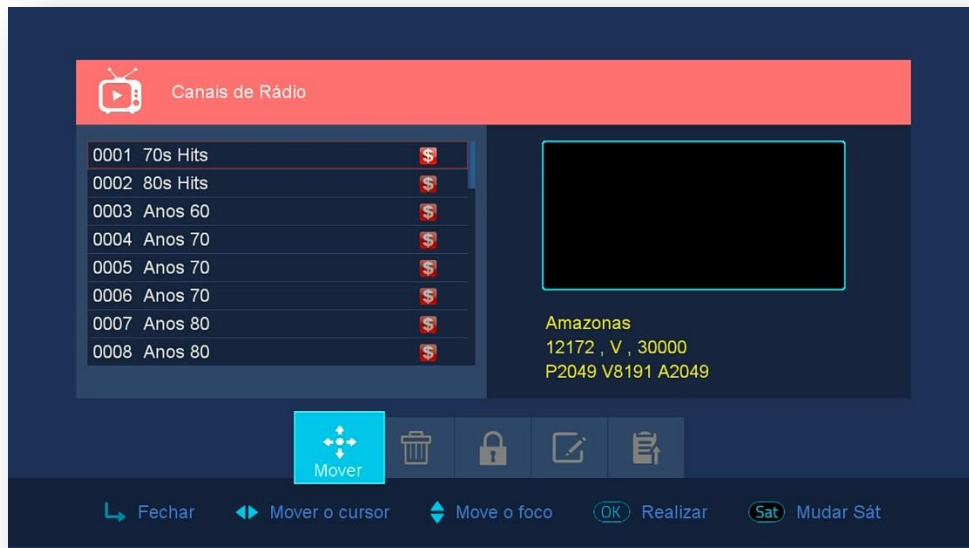 Canais de Rádio
0001 70s Hits $
0002 80s Hits $
0003 Anos 60 $
0004 Anos 70 $
0005 Anos 70 $
0006 Anos 70 $
0007 Anos 80 $
0008 Anos 80 $
Amazonas
12172 , V , 30000
P2049 V8191 A2049
Mover
Fechar Mover o cursor Move o foco OK Realizar Sat Mudar Sát